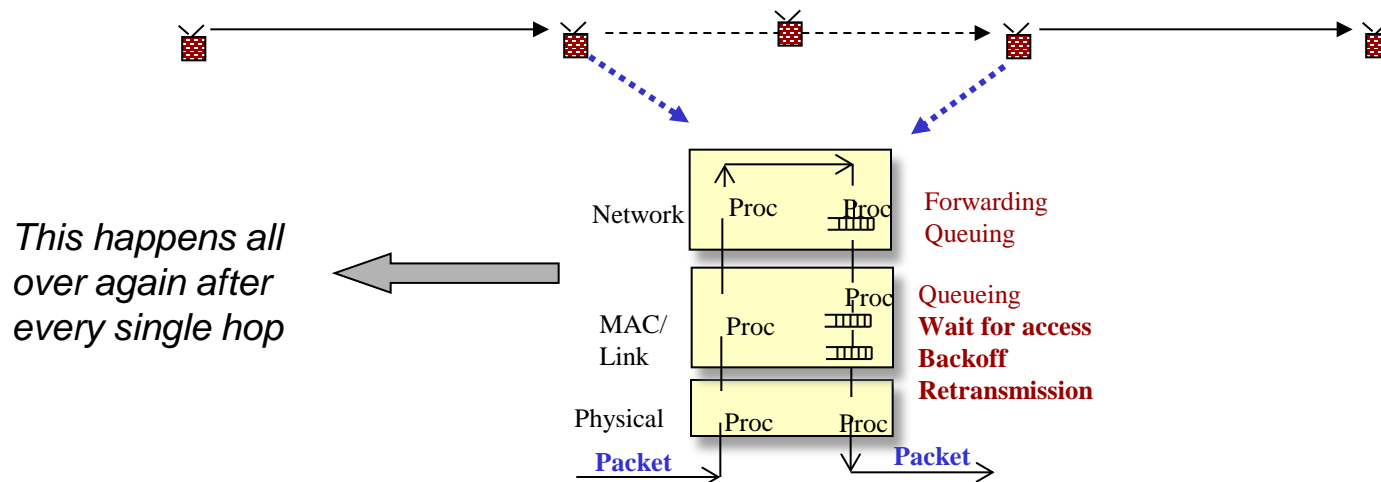 Network
Proc
Proc
Forwarding
Queuing
This happens all
over again after
every single hop
MAC/
Link
Proc
Proc
Queueing
Wait for access
Backoff
Retransmission
Physical
Proc
Proc
Packet
Packet